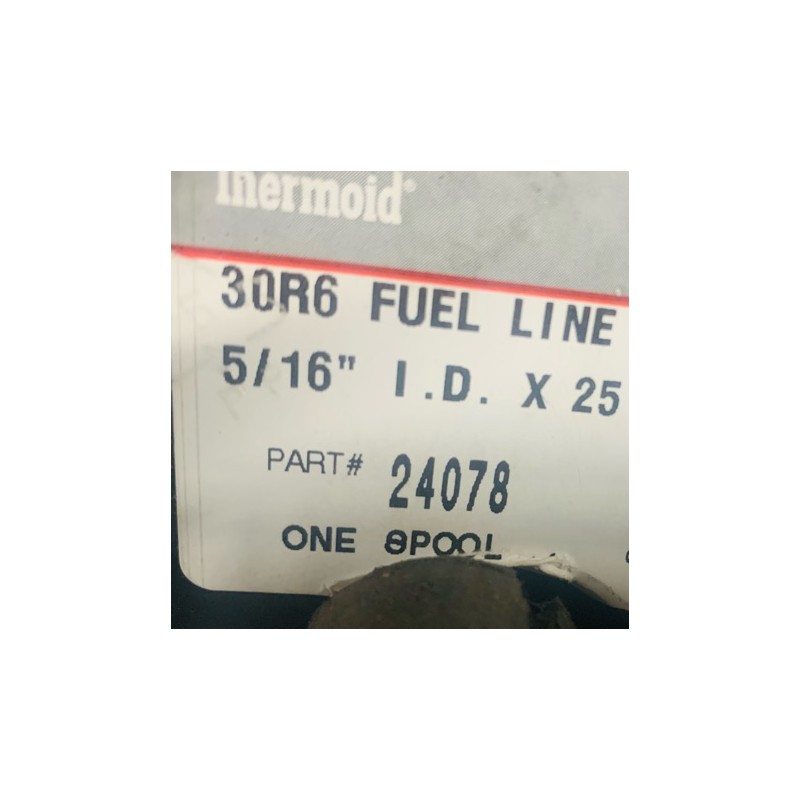 Thermoid®
30R6 FUEL LINE
5/16" I.D. X 25
PART# 24078
ONE SPOOL